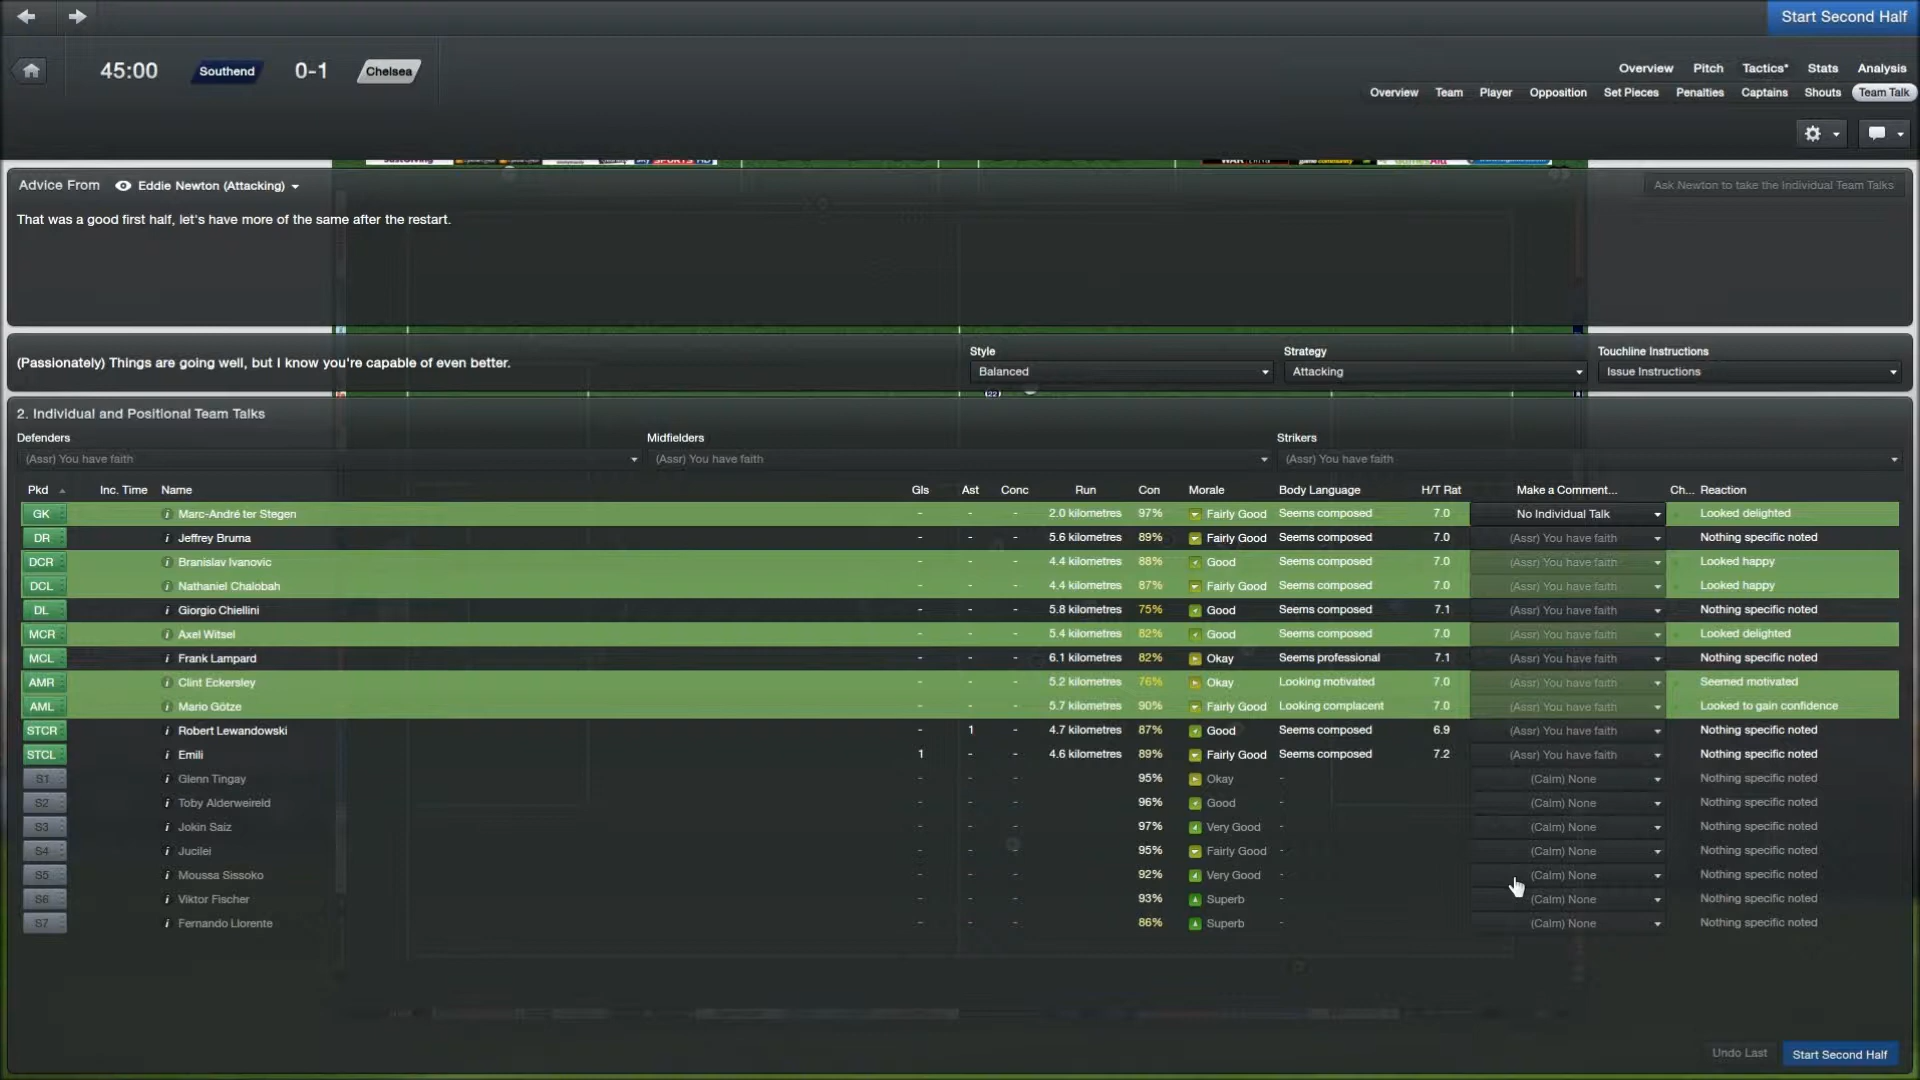 Start Second Half
45:00 Southend 0-1 Chelsea
Overview Pitch Tactics* Stats Analysis
Overview Team Player Opposition Set Pieces Penalties Captains Shouts Team Talk
Advice From Eddie Newton (Attacking) Ask Newton to take the Individual Team Talks
That was a good first half, let's have more of the same after the restart.
Style Strategy Touchline Instructions
(Passionately) Things are going well, but I know you're capable of even better. Balanced Attacking Issue Instructions
2. Individual and Positional Team Talks
Defenders Midfielders Strikers
(Assr) You have faith (Assr) You have faith (Assr) You have faith
Pkd Inc. Time Name Gls Ast Conc Run Con Morale Body Language H/T Rat Make a Comment... Ch... Reaction
GK i Marc-André ter Stegen - - - 2.0 kilometres 97% Fairly Good Seems composed 7.0 No Individual Talk Looked delighted
DR i Jeffrey Bruma - - - 5.6 kilometres 89% Fairly Good Seems composed 7.0 (Assr) You have faith Nothing specific noted
DCR i Branislav Ivanovic - - - 4.4 kilometres 88% Good Seems composed 7.0 (Assr) You have faith Looked happy
DCL i Nathaniel Chalobah - - - 4.4 kilometres 87% Fairly Good Seems composed 7.0 (Assr) You have faith Looked happy
DL i Giorgio Chiellini - - - 5.8 kilometres 75% Good Seems composed 7.1 (Assr) You have faith Nothing specific noted
MCR i Axel Witsel - - - 5.4 kilometres 82% Good Seems composed 7.0 (Assr) You have faith Looked delighted
MCL i Frank Lampard - - - 6.1 kilometres 82% Okay Seems professional 7.1 (Assr) You have faith Nothing specific noted
AMR i Clint Eckersley - - - 5.2 kilometres 76% Okay Looking motivated 7.0 (Assr) You have faith Seemed motivated
AML i Mario Götze - - - 5.7 kilometres 90% Fairly Good Looking complacent 7.0 (Assr) You have faith Looked to gain confidence
STCR i Robert Lewandowski - 1 - 4.7 kilometres 87% Good Seems composed 6.9 (Assr) You have faith Nothing specific noted
STCL i Emili 1 - - 4.6 kilometres 89% Fairly Good Seems composed 7.2 (Assr) You have faith Nothing specific noted
S1 i Glenn Tingay - - - 95% Okay - (Calm) None Nothing specific noted
S2 i Toby Alderweireld - - - 96% Good - (Calm) None Nothing specific noted
S3 i Jokin Saiz - - - 97% Very Good - (Calm) None Nothing specific noted
S4 i Jucilei - - - 95% Fairly Good - (Calm) None Nothing specific noted
S5 i Moussa Sissoko - - - 92% Very Good - (Calm) None Nothing specific noted
S6 i Viktor Fischer - - - 93% Superb - (Calm) None Nothing specific noted
S7 i Fernando Llorente - - - 86% Superb - (Calm) None Nothing specific noted
Undo Last Start Second Half